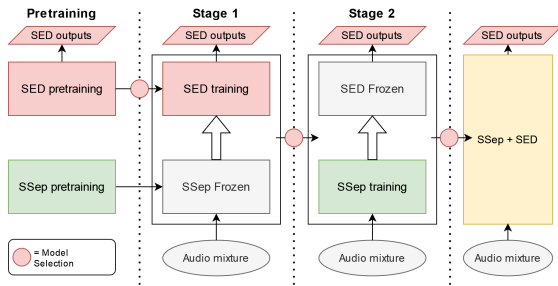 Pretraining
Stage 1
Stage 2
SED outputs
SED outputs
SED outputs
SED outputs
SED pretraining
SED training
SED Frozen
SSep + SED
SSep pretraining
SSep Frozen
SSep training
= Model
Selection
Audio mixture
Audio mixture
Audio mixture